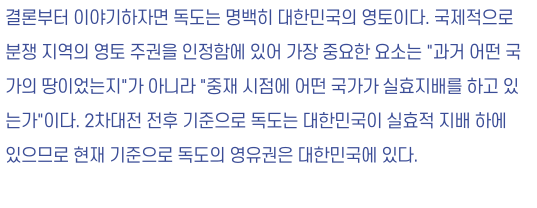 결론부터 이야기하자면 독도는 명백히 대한민국의 영토이다. 국제적으로
분쟁 지역의 영토 주권을 인정함에 있어 가장 중요한 요소는 "과거 어떤 국
가의 땅이었는지"가 아니라 "중재 시점에 어떤 국가가 실효지배를 하고 있
는가"이다. 2차대전 전후 기준으로 독도는 대한민국이 실효적 지배 하에
있으므로 현재 기준으로 독도의 영유권은 대한민국에 있다.